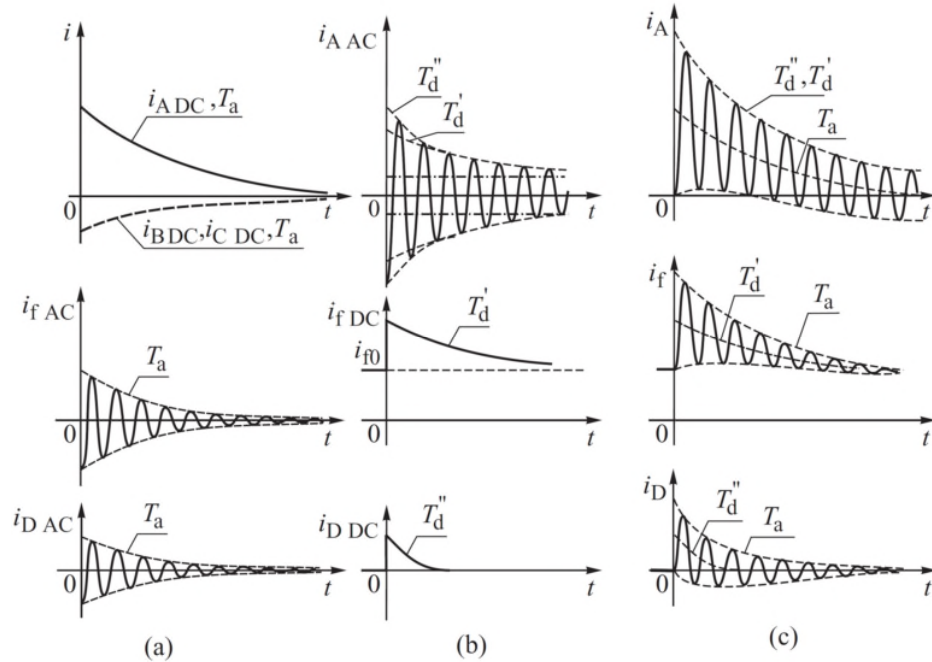 i
i_A DC , T_a
0
t
i_B DC, i_C DC, T_a
i_f AC
T_a
0
t
i_D AC
T_a
0
t
(a)
i_A AC
T_d''
T_d'
0
t
i_f DC
T_d'
i_f0
0
t
i_D DC
T_d''
0
t
(b)
i_A
T_d'', T_d'
T_a
0
t
i_f
T_d'
T_a
0
t
i_D
T_d''
T_a
0
t
(c)